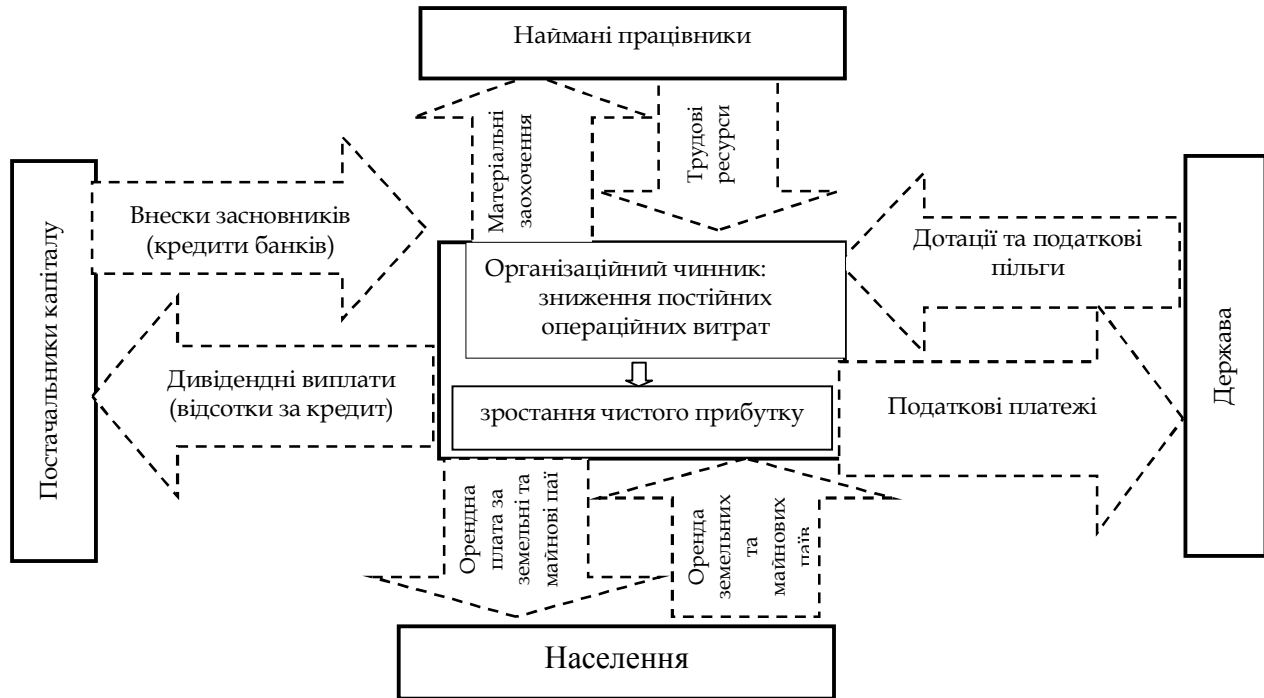 Наймані працівники
Матеріальні
заохочення
Трудові
ресурси
Постачальники капіталу
Внески засновників
(кредити банків)
Дотації та податкові
пільги
Держава
Організаційний чинник:
зниження постійних
операційних витрат
Дивідендні виплати
(відсотки за кредит)
зростання чистого прибутку
Податкові платежі
Орендна
плата за
земельні та
майнові паї
Оренда
земельних
та
майнових
паїв
Населення